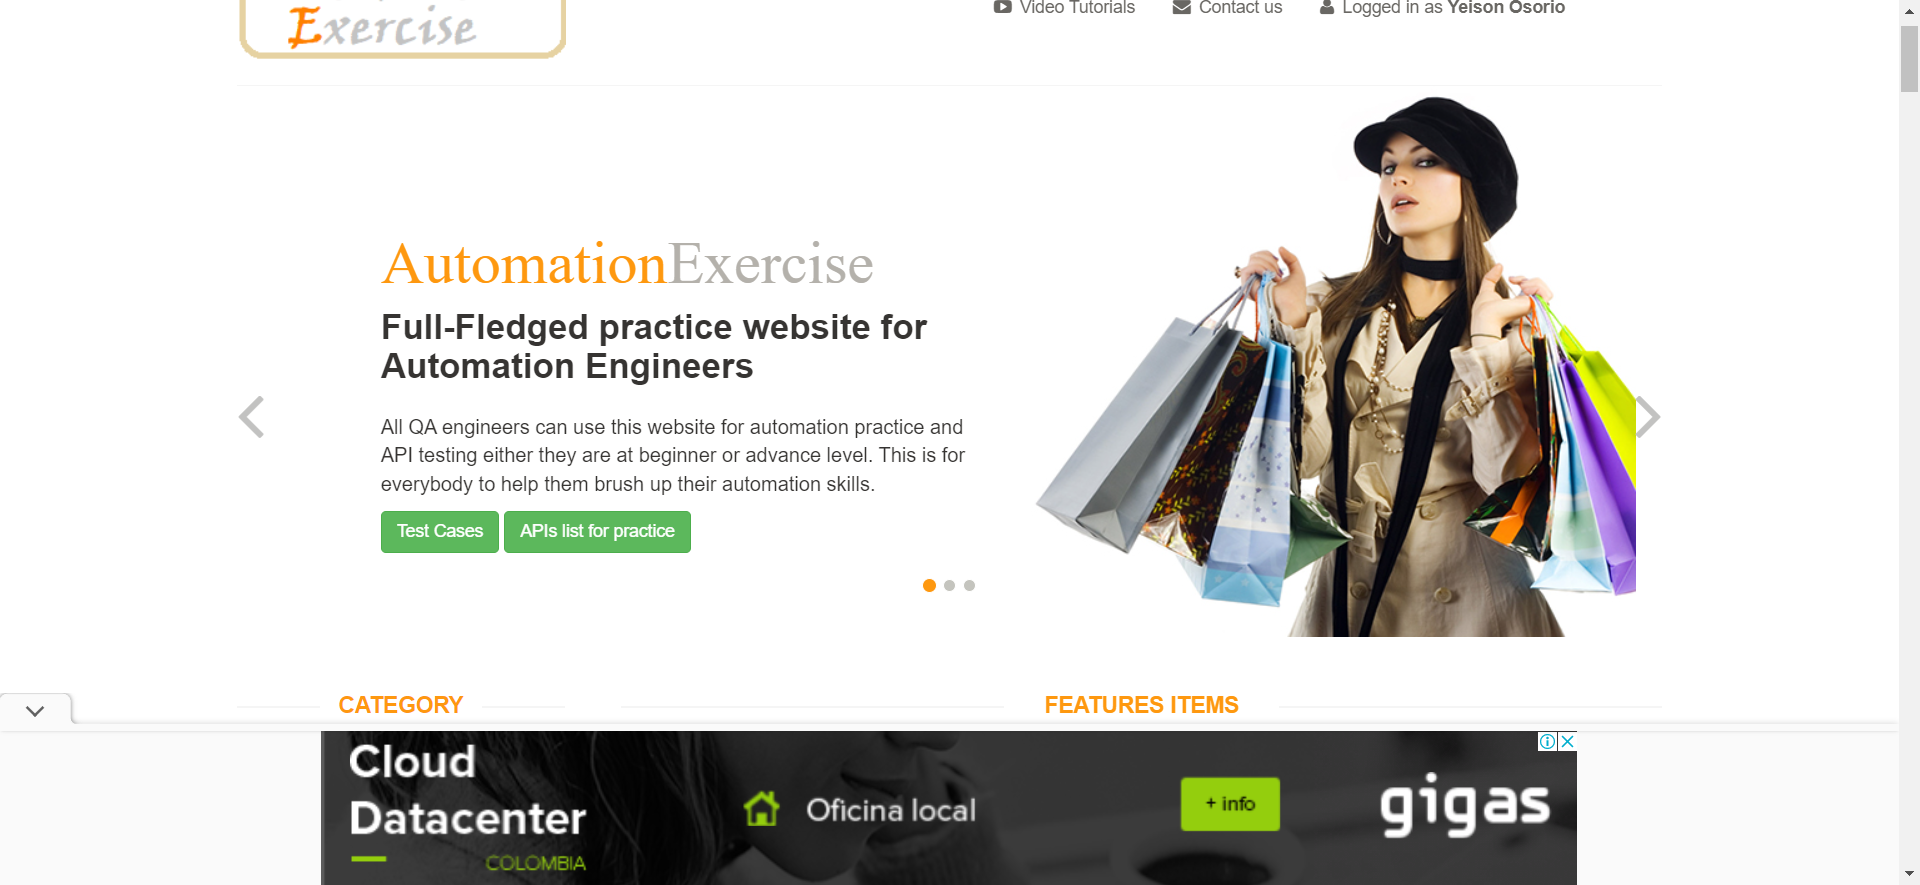 Exercise
Video Tutorials
Contact us
Logged in as Yeison Osorio
AutomationExercise
Full-Fledged practice website for
Automation Engineers
All QA engineers can use this website for automation practice and
API testing either they are at beginner or advance level. This is for
everybody to help them brush up their automation skills.
Test Cases
APIs list for practice
CATEGORY
FEATURES ITEMS
Cloud
Datacenter
COLOMBIA
Oficina local
+ info
gigas